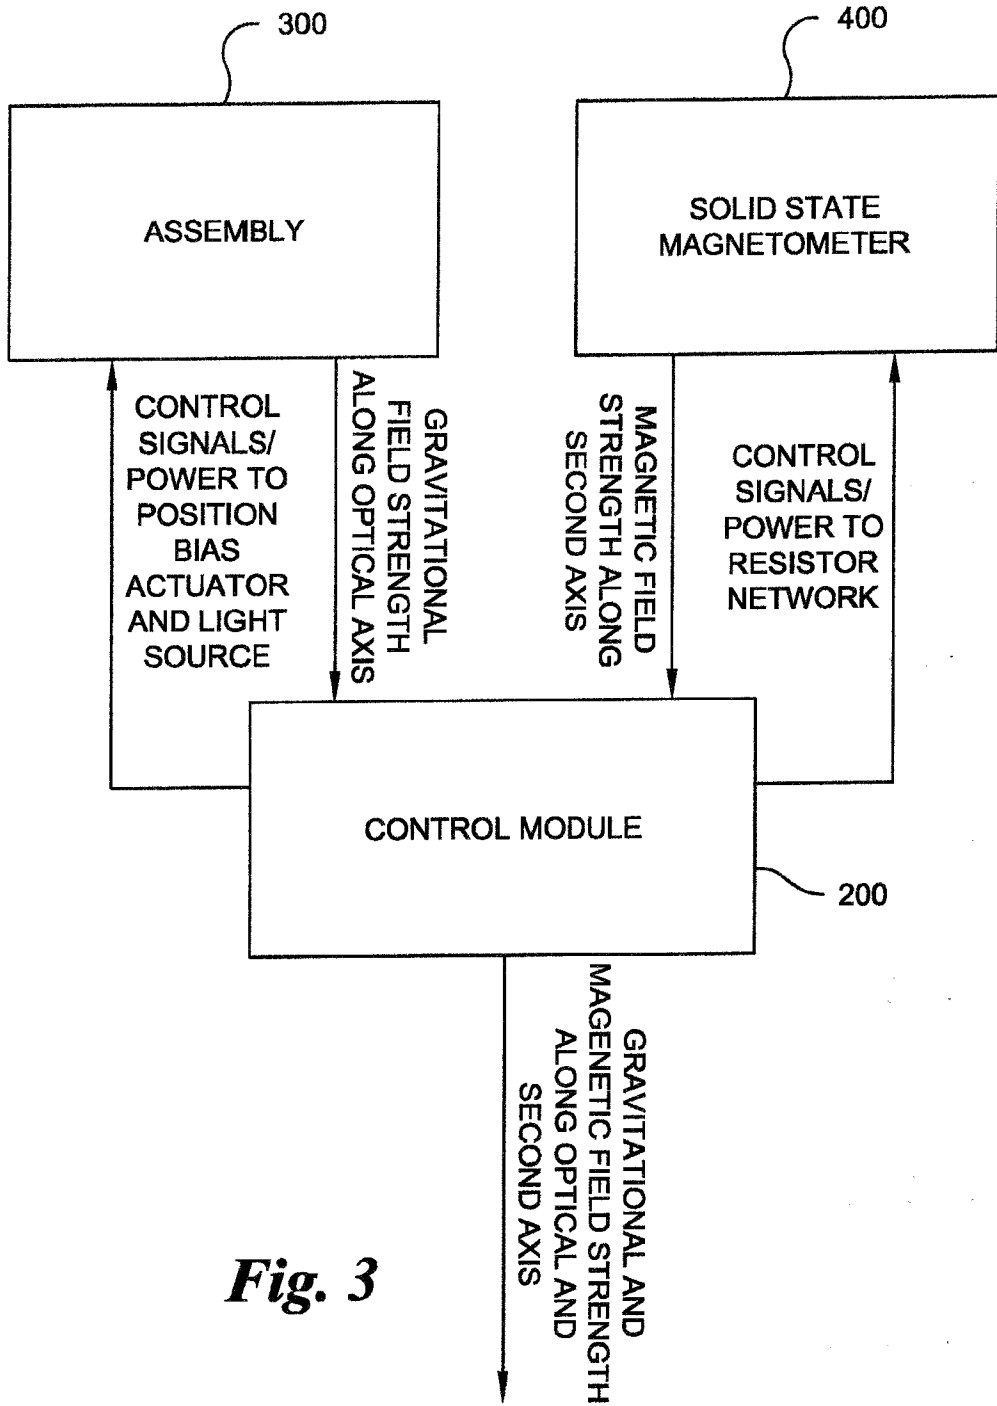 300
400
ASSEMBLY
SOLID STATE
MAGNETOMETER
CONTROL
SIGNALS/
POWER TO
POSITION
BIAS
ACTUATOR
AND LIGHT
SOURCE
GRAVITATIONAL
FIELD STRENGTH
ALONG OPTICAL AXIS
MAGNETIC FIELD
STRENGTH ALONG
SECOND AXIS
CONTROL
SIGNALS/
POWER TO
RESISTOR
NETWORK
CONTROL MODULE
200
GRAVITATIONAL AND
MAGENETIC FIELD STRENGTH
ALONG OPTICAL AND
SECOND AXIS
Fig. 3